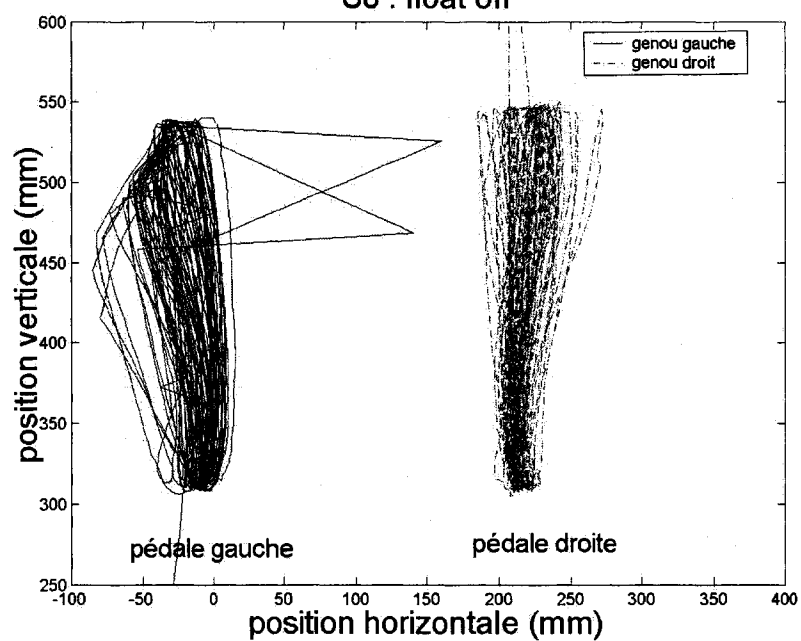 : float off
600
550
500
450
400
350
300
250
position verticale (mm)
genou gauche
genou droit
pédale gauche
pédale droite
-100
-50
0
50
100
150
200
250
300
350
400
position horizontale (mm)